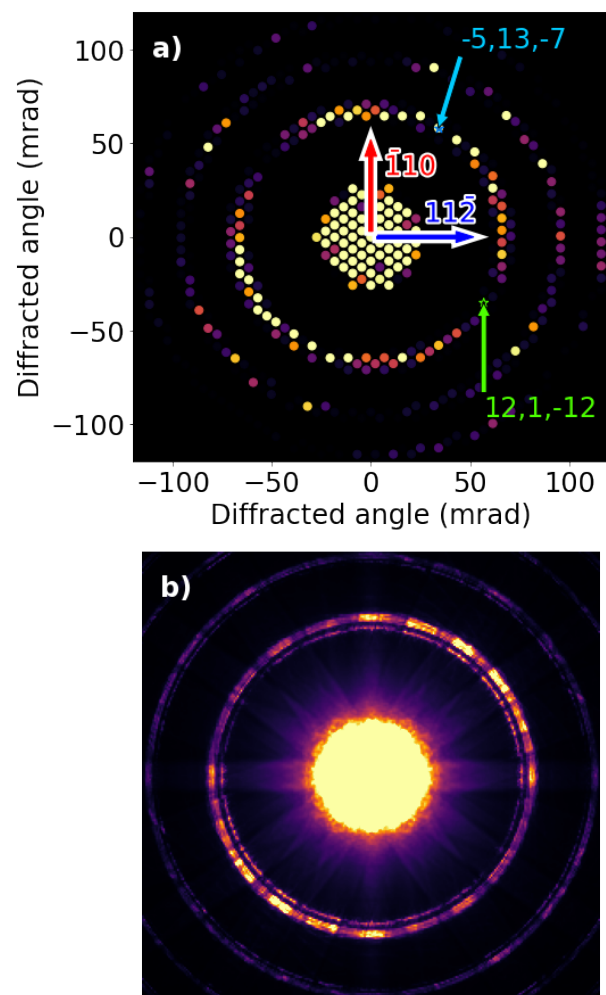 Diffracted angle (mrad)
100
50
0
−50
−100
a)
-5,13,-7
1̄10
112̄
12,1,-12
−100 −50 0 50 100
Diffracted angle (mrad)
b)